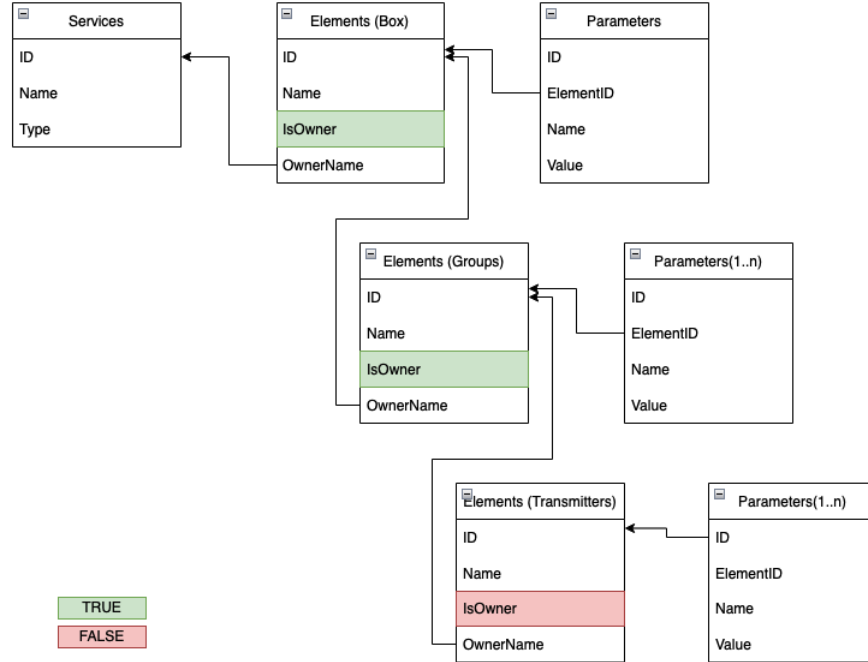 Services
ID
Name
Type
Elements (Box)
ID
Name
IsOwner
OwnerName
Parameters
ID
ElementID
Name
Value
Elements (Groups)
ID
Name
IsOwner
OwnerName
Parameters(1..n)
ID
ElementID
Name
Value
Elements (Transmitters)
ID
Name
IsOwner
OwnerName
Parameters(1..n)
ID
ElementID
Name
Value
TRUE
FALSE